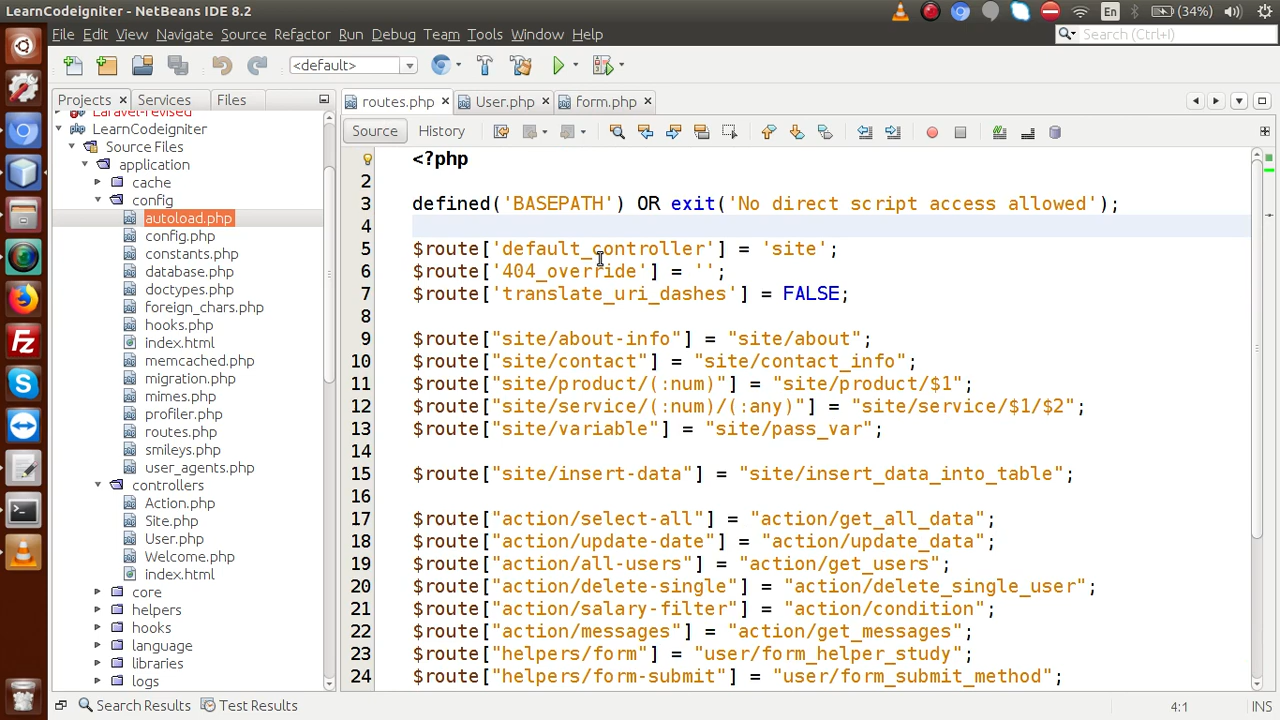 LearnCodeigniter - NetBeans IDE 8.2
En
(34%)
File Edit View Navigate Source Refactor Run Debug Team Tools Window Help
Search (Ctrl+I)
<default>
Projects Services Files
routes.php User.php form.php
Source History
Laravel-revised
LearnCodeigniter
Source Files
application
cache
config
autoload.php
config.php
constants.php
database.php
doctypes.php
foreign_chars.php
hooks.php
index.html
memcached.php
migration.php
mimes.php
profiler.php
routes.php
smileys.php
user_agents.php
controllers
Action.php
Site.php
User.php
Welcome.php
index.html
core
helpers
hooks
language
libraries
logs
<?php
2
3 defined('BASEPATH') OR exit('No direct script access allowed');
4
5 $route['default_controller'] = 'site';
6 $route['404_override'] = '';
7 $route['translate_uri_dashes'] = FALSE;
8
9 $route["site/about-info"] = "site/about";
10 $route["site/contact"] = "site/contact_info";
11 $route["site/product/(:num)"] = "site/product/$1";
12 $route["site/service/(:num)/(:any)"] = "site/service/$1/$2";
13 $route["site/variable"] = "site/pass_var";
14
15 $route["site/insert-data"] = "site/insert_data_into_table";
16
17 $route["action/select-all"] = "action/get_all_data";
18 $route["action/update-date"] = "action/update_data";
19 $route["action/all-users"] = "action/get_users";
20 $route["action/delete-single"] = "action/delete_single_user";
21 $route["action/salary-filter"] = "action/condition";
22 $route["action/messages"] = "action/get_messages";
23 $route["helpers/form"] = "user/form_helper_study";
24 $route["helpers/form-submit"] = "user/form_submit_method";
Search Results Test Results
4:1 INS